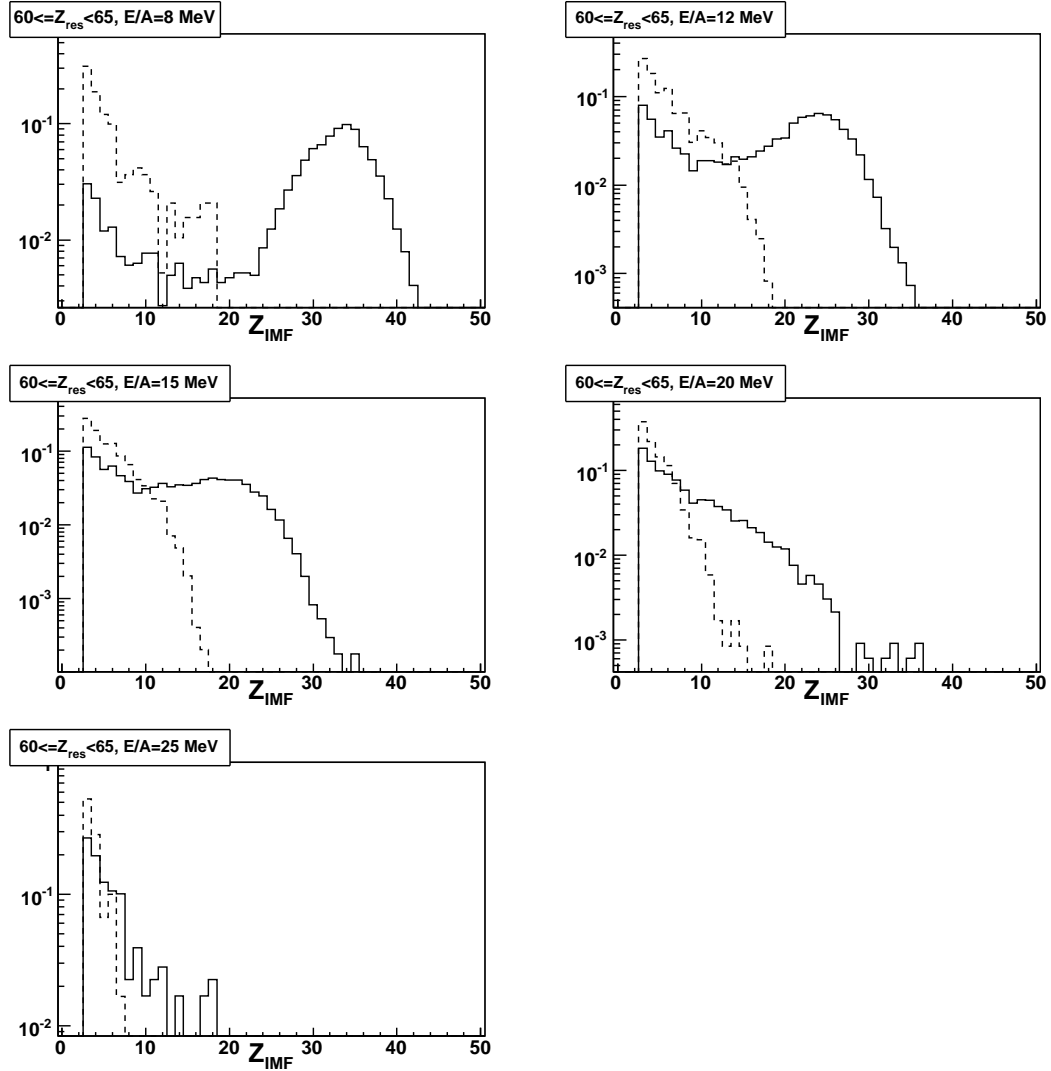 60<=Z_res<65, E/A=8 MeV
10^-1
10^-2
0 10 20 30 40 50
Z_IMF
60<=Z_res<65, E/A=12 MeV
10^-1
10^-2
10^-3
0 10 20 30 40 50
Z_IMF
60<=Z_res<65, E/A=15 MeV
10^-1
10^-2
10^-3
0 10 20 30 40 50
Z_IMF
60<=Z_res<65, E/A=20 MeV
10^-1
10^-2
10^-3
0 10 20 30 40 50
Z_IMF
60<=Z_res<65, E/A=25 MeV
10^-1
10^-2
0 10 20 30 40 50
Z_IMF